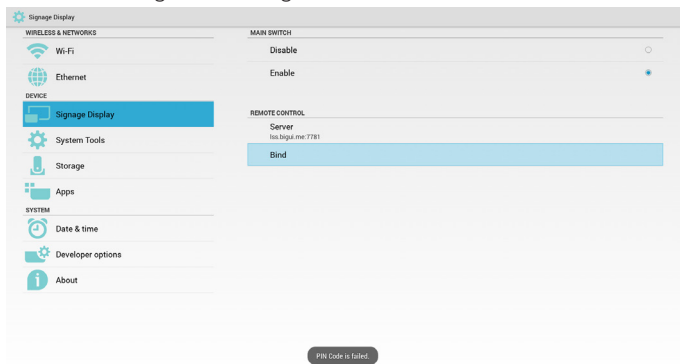 Signage Display
WIRELESS & NETWORKS
Wi-Fi
Ethernet
DEVICE
Signage Display
System Tools
Storage
Apps
SYSTEM
Date & time
Developer options
About
MAIN SWITCH
Disable
Enable
REMOTE CONTROL
Server
lss.bigui.me:7781
Bind
PIN Code is failed.